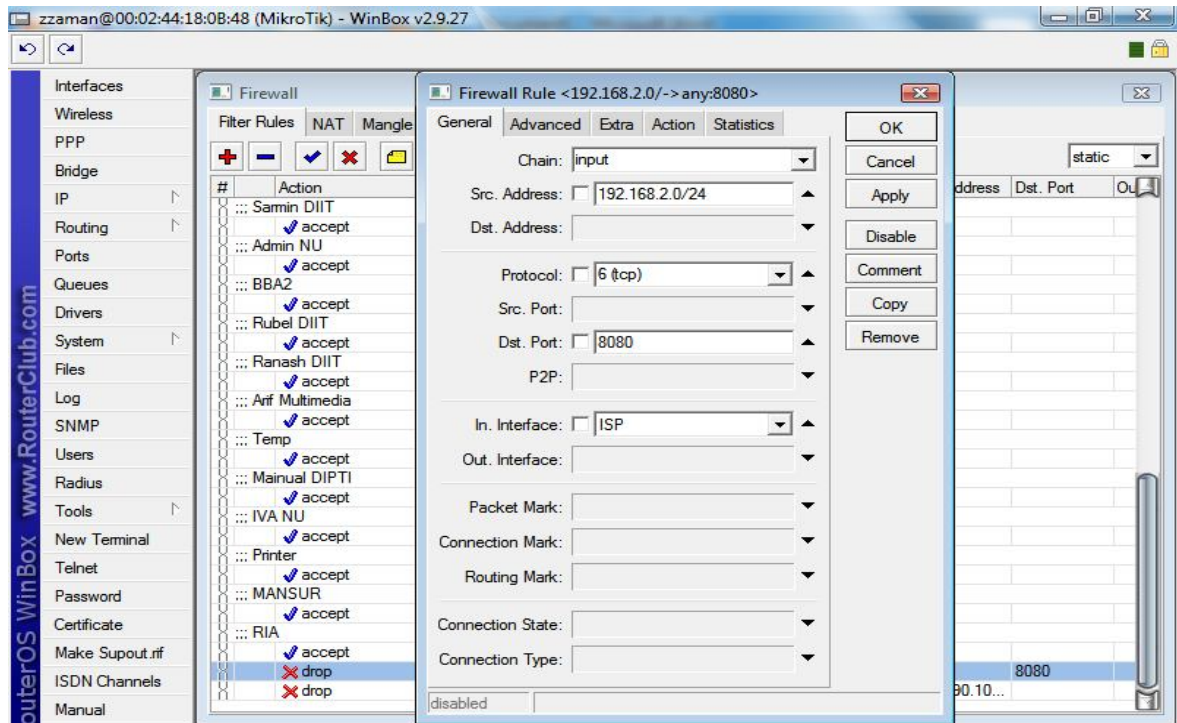 zzaman@00:02:44:18:0B:48 (MikroTik) - WinBox v2.9.27
Interfaces
Wireless
PPP
Bridge
IP
Routing
Ports
Queues
Drivers
System
Files
Log
SNMP
Users
Radius
Tools
New Terminal
Telnet
Password
Certificate
Make Supout.rif
ISDN Channels
Manual
outerOS WinBox www.RouterClub.com
Firewall
Filter Rules NAT Mangle
static
# Action
ddress Dst. Port Ou
;;; Sarmin DIIT
accept
;;; Admin NU
accept
;;; BBA2
accept
;;; Rubel DIIT
accept
;;; Ranash DIIT
accept
;;; Arif Multimedia
accept
;;; Temp
accept
;;; Mainual DIPTI
accept
;;; IVA NU
accept
;;; Printer
accept
;;; MANSUR
accept
;;; RIA
accept
drop 8080
drop 90.10...
Firewall Rule <192.168.2.0/->any:8080>
General Advanced Extra Action Statistics
Chain: input
Src. Address: 192.168.2.0/24
Dst. Address:
Protocol: 6 (tcp)
Src. Port:
Dst. Port: 8080
P2P:
In. Interface: ISP
Out. Interface:
Packet Mark:
Connection Mark:
Routing Mark:
Connection State:
Connection Type:
disabled
OK
Cancel
Apply
Disable
Comment
Copy
Remove